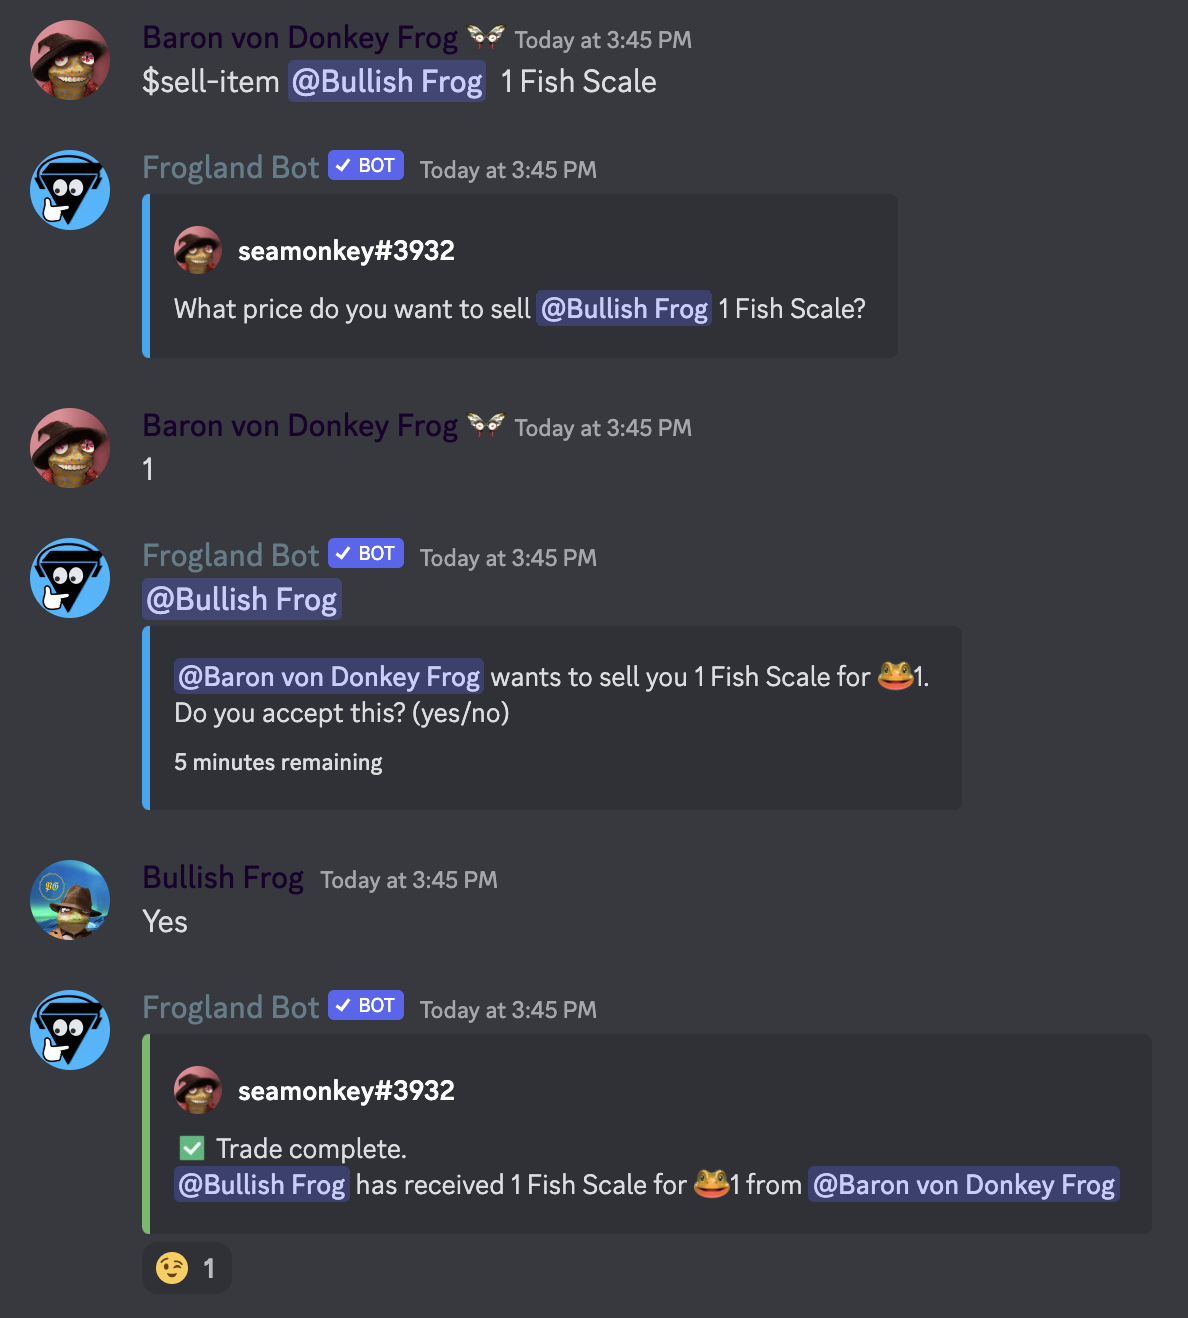 Baron von Donkey Frog Today at 3:45 PM
$sell-item @Bullish Frog 1 Fish Scale
Frogland Bot ✓ BOT Today at 3:45 PM
seamonkey#3932
What price do you want to sell @Bullish Frog 1 Fish Scale?
Baron von Donkey Frog Today at 3:45 PM
1
Frogland Bot ✓ BOT Today at 3:45 PM
@Bullish Frog
@Baron von Donkey Frog wants to sell you 1 Fish Scale for 🐸1.
Do you accept this? (yes/no)
5 minutes remaining
Bullish Frog Today at 3:45 PM
Yes
Frogland Bot ✓ BOT Today at 3:45 PM
seamonkey#3932
✅ Trade complete.
@Bullish Frog has received 1 Fish Scale for 🐸1 from @Baron von Donkey Frog
😉 1